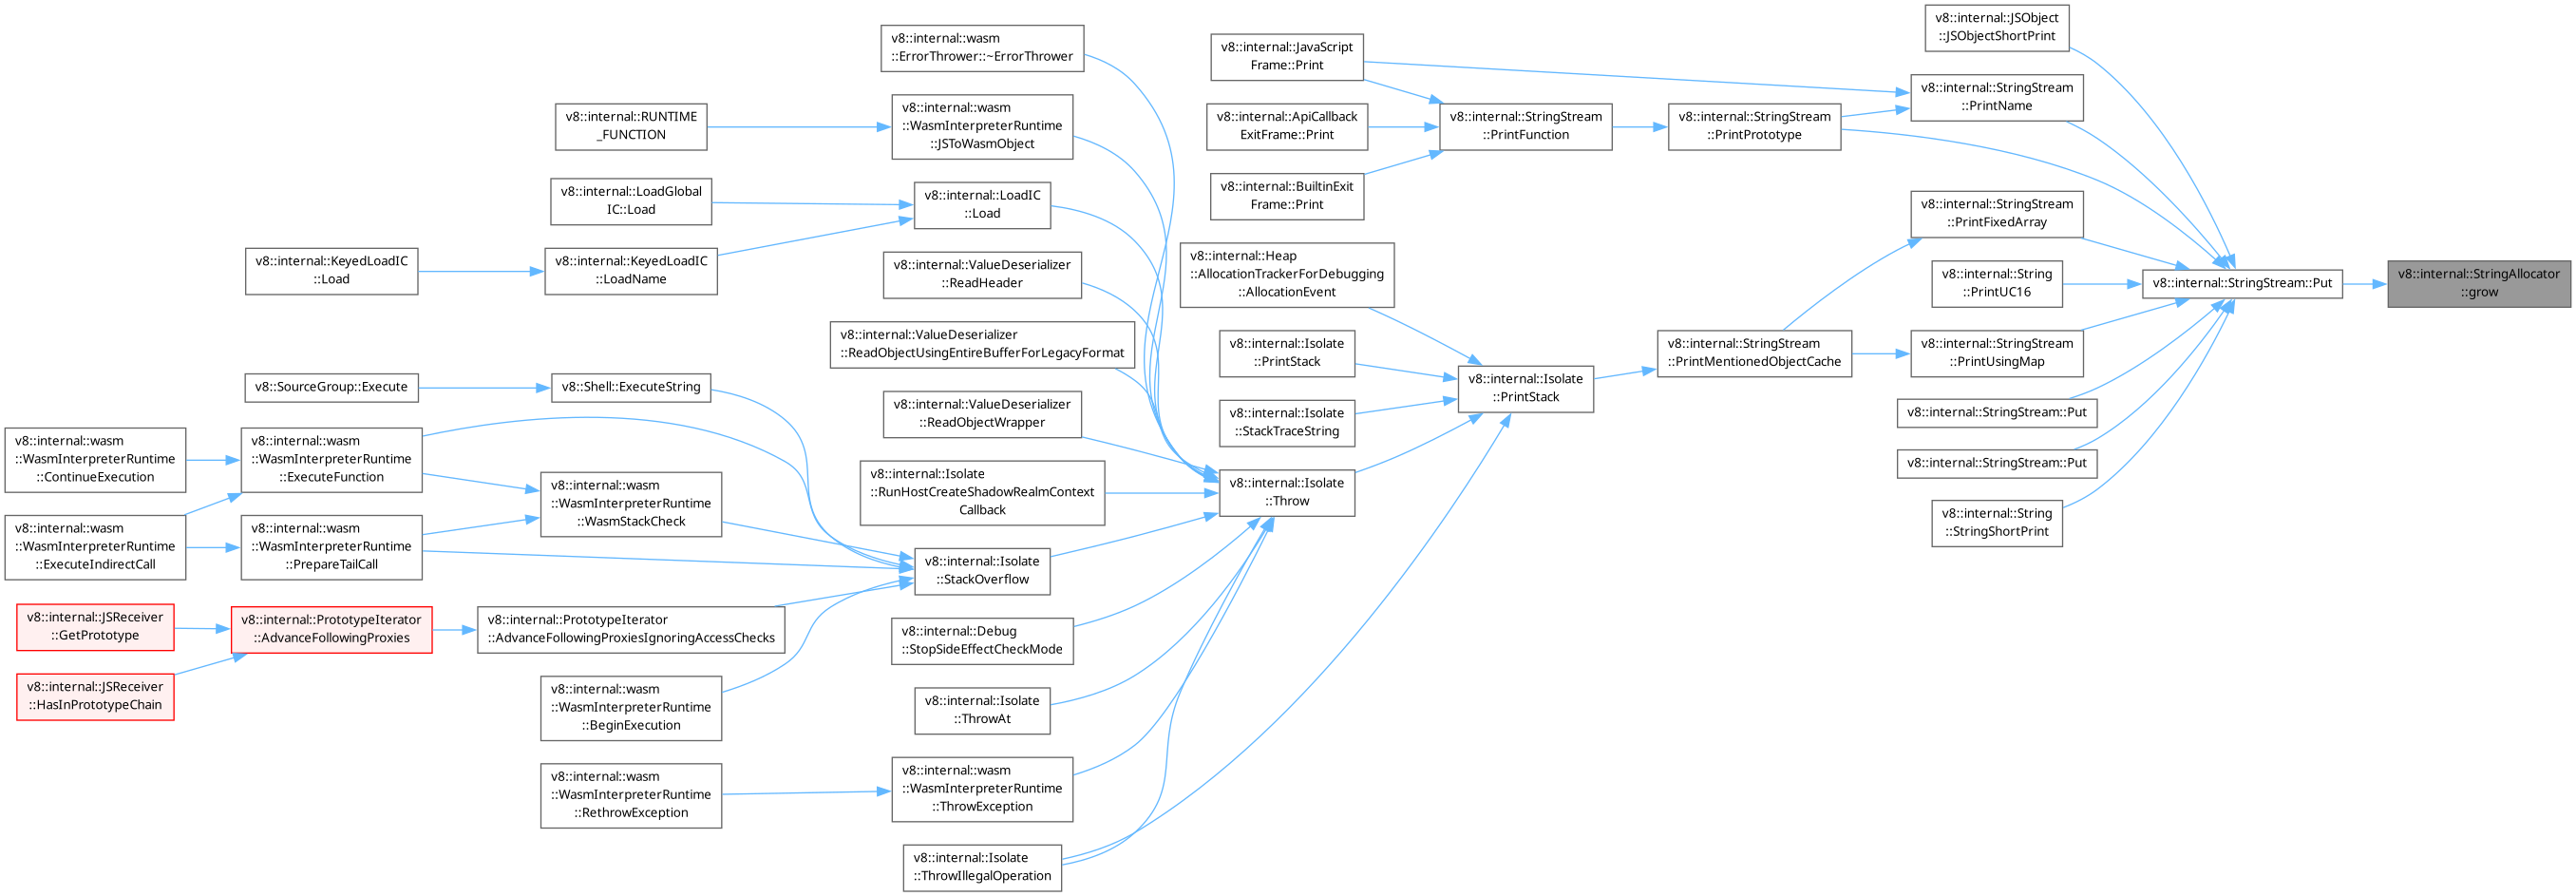 v8::internal::StringAllocator
::grow
v8::internal::StringStream::Put
v8::internal::JSObject
::JSObjectShortPrint
v8::internal::StringStream
::PrintName
v8::internal::JavaScript
Frame::Print
v8::internal::StringStream
::PrintPrototype
v8::internal::StringStream
::PrintFunction
v8::internal::ApiCallback
ExitFrame::Print
v8::internal::BuiltinExit
Frame::Print
v8::internal::StringStream
::PrintFixedArray
v8::internal::StringStream
::PrintMentionedObjectCache
v8::internal::Isolate
::PrintStack
v8::internal::Heap
::AllocationTrackerForDebugging
::AllocationEvent
v8::internal::Isolate
::PrintStack
v8::internal::Isolate
::StackTraceString
v8::internal::Isolate
::Throw
v8::internal::wasm
::ErrorThrower::~ErrorThrower
v8::internal::wasm
::WasmInterpreterRuntime
::JSToWasmObject
v8::internal::RUNTIME
_FUNCTION
v8::internal::LoadIC
::Load
v8::internal::LoadGlobal
IC::Load
v8::internal::KeyedLoadIC
::LoadName
v8::internal::KeyedLoadIC
::Load
v8::internal::ValueDeserializer
::ReadHeader
v8::internal::ValueDeserializer
::ReadObjectUsingEntireBufferForLegacyFormat
v8::internal::ValueDeserializer
::ReadObjectWrapper
v8::internal::Isolate
::RunHostCreateShadowRealmContext
Callback
v8::internal::Isolate
::StackOverflow
v8::Shell::ExecuteString
v8::SourceGroup::Execute
v8::internal::wasm
::WasmInterpreterRuntime
::ExecuteFunction
v8::internal::wasm
::WasmInterpreterRuntime
::ContinueExecution
v8::internal::wasm
::WasmInterpreterRuntime
::ExecuteIndirectCall
v8::internal::wasm
::WasmInterpreterRuntime
::PrepareTailCall
v8::internal::wasm
::WasmInterpreterRuntime
::WasmStackCheck
v8::internal::PrototypeIterator
::AdvanceFollowingProxiesIgnoringAccessChecks
v8::internal::PrototypeIterator
::AdvanceFollowingProxies
v8::internal::JSReceiver
::GetPrototype
v8::internal::JSReceiver
::HasInPrototypeChain
v8::internal::wasm
::WasmInterpreterRuntime
::BeginExecution
v8::internal::Debug
::StopSideEffectCheckMode
v8::internal::Isolate
::ThrowAt
v8::internal::wasm
::WasmInterpreterRuntime
::ThrowException
v8::internal::wasm
::WasmInterpreterRuntime
::RethrowException
v8::internal::Isolate
::ThrowIllegalOperation
v8::internal::String
::PrintUC16
v8::internal::StringStream
::PrintUsingMap
v8::internal::StringStream::Put
v8::internal::StringStream::Put
v8::internal::String
::StringShortPrint